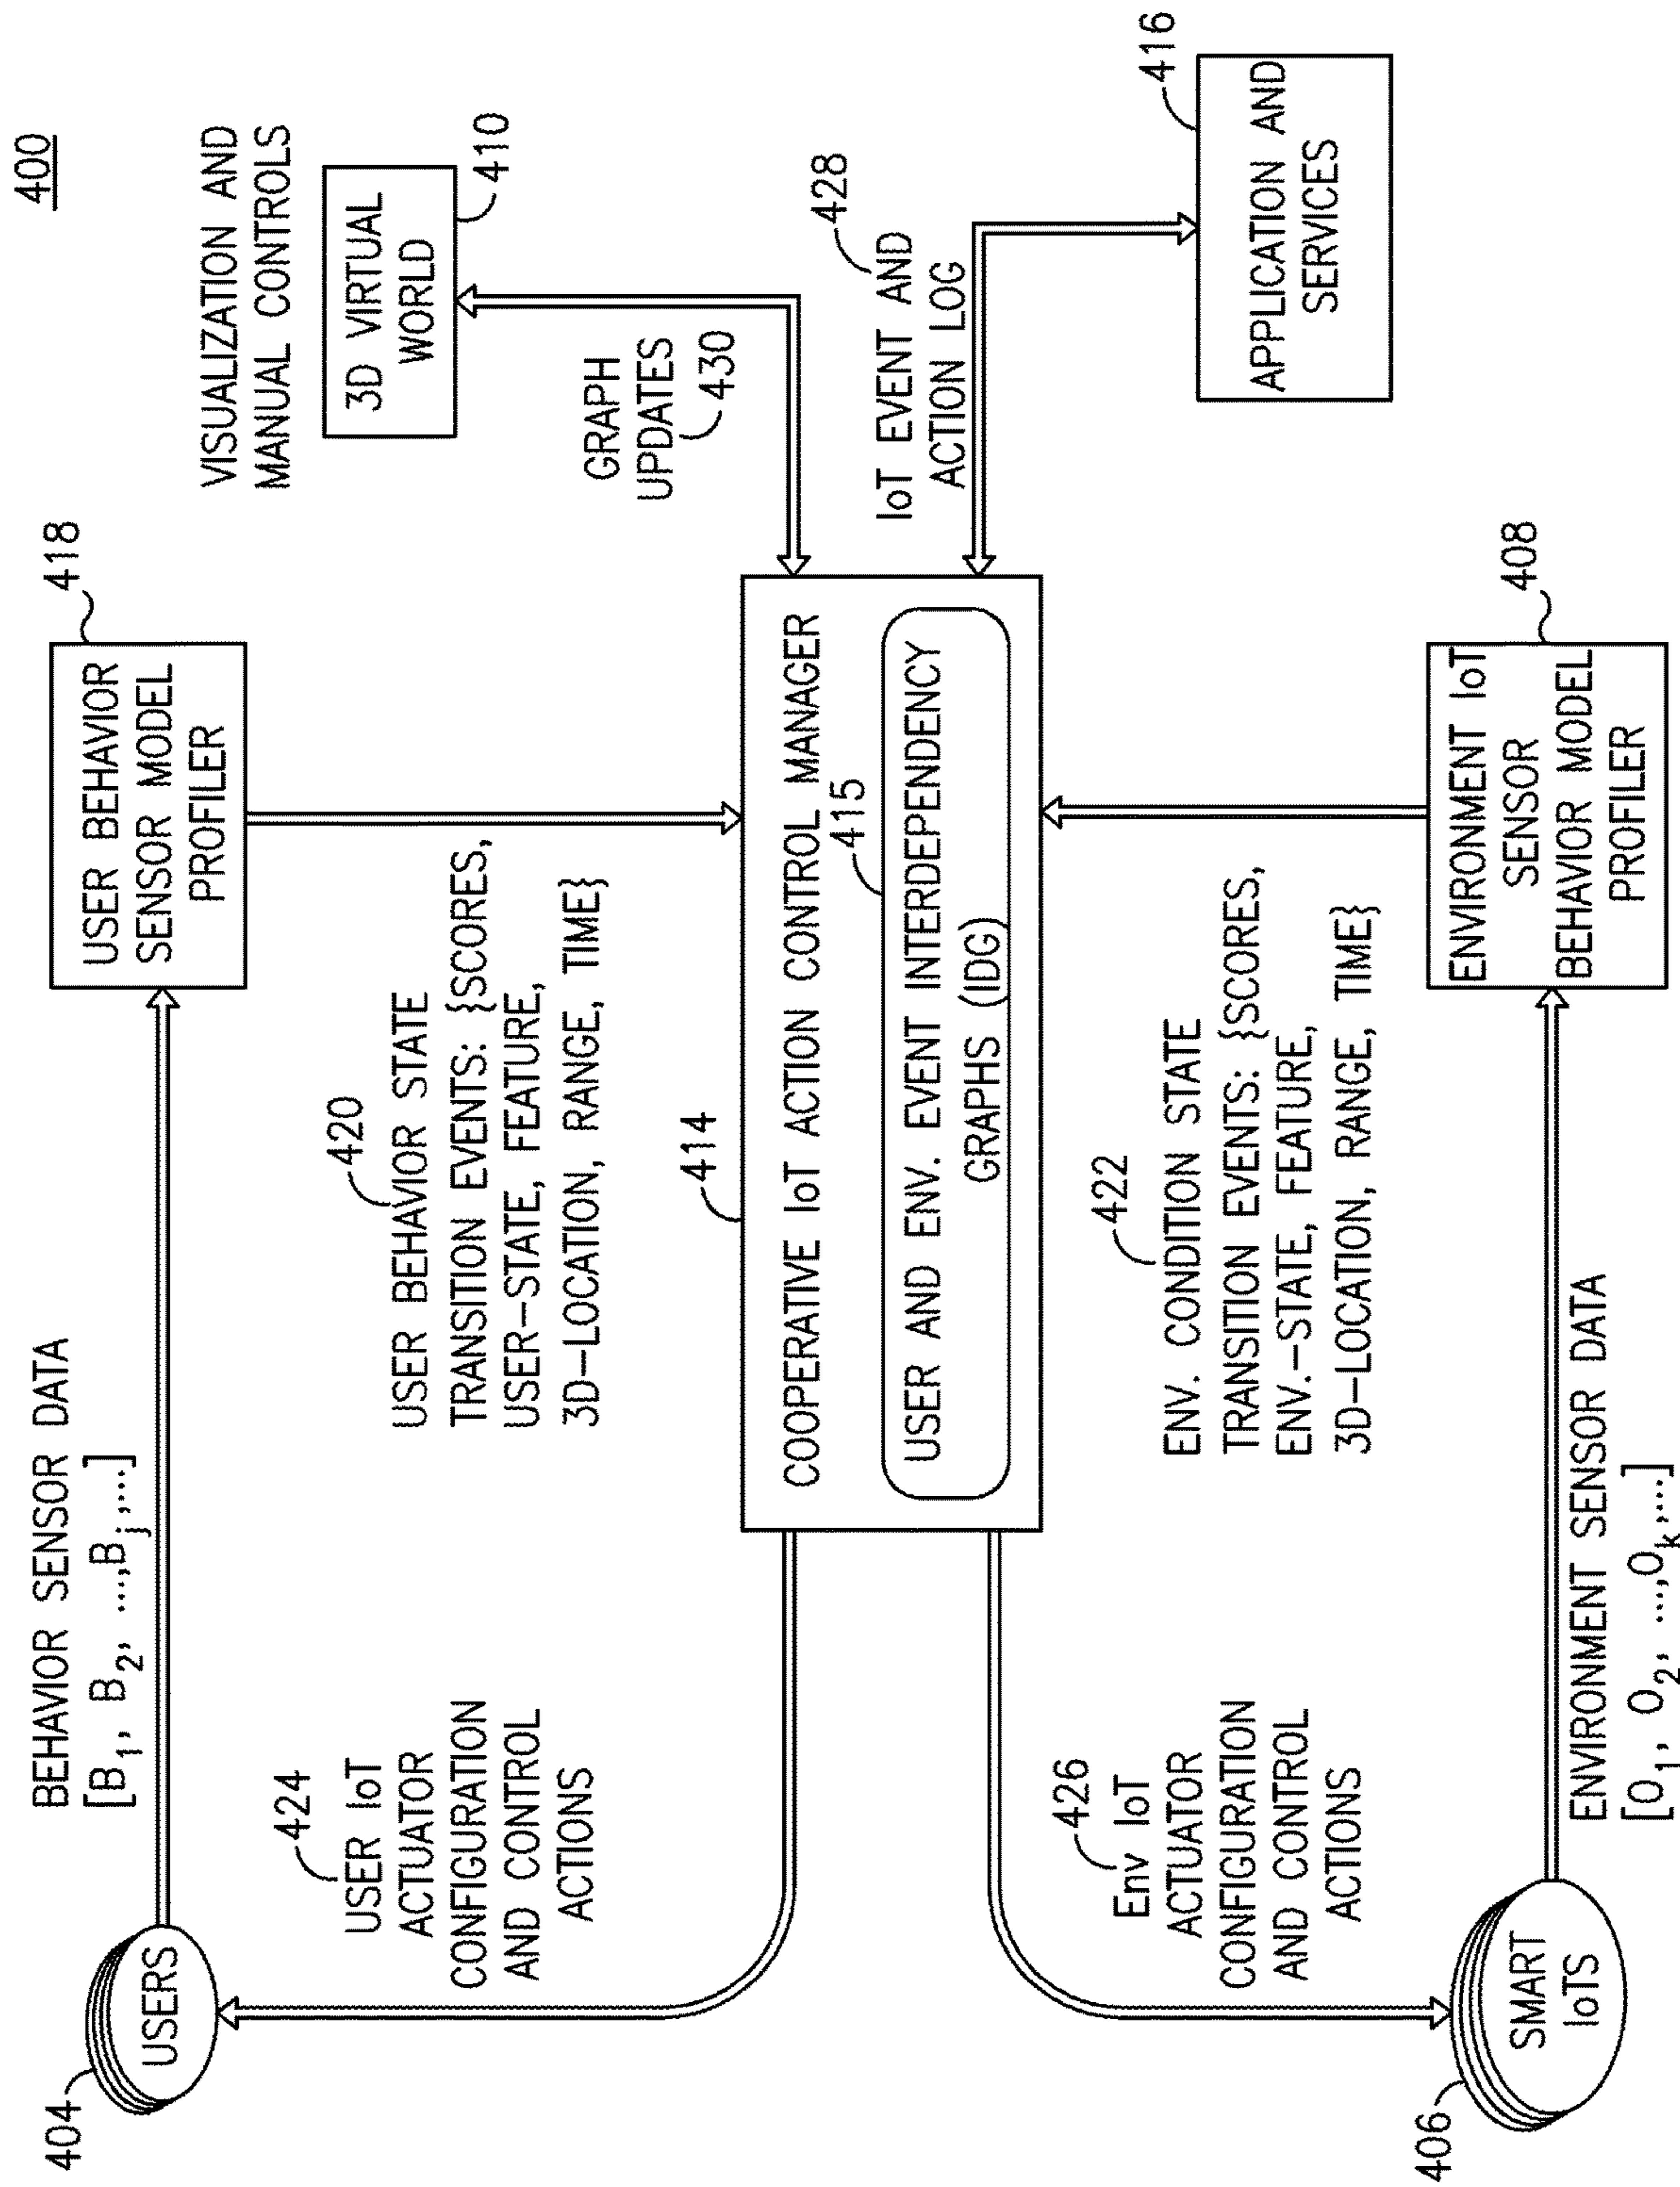 400
BEHAVIOR SENSOR DATA
[B1, B2, ...,Bj,...]
404
USERS
418
USER BEHAVIOR
SENSOR MODEL
PROFILER
VISUALIZATION AND
MANUAL CONTROLS
3D VIRTUAL
WORLD
410
424
USER IoT
ACTUATOR
CONFIGURATION
AND CONTROL
ACTIONS
420
USER BEHAVIOR STATE
TRANSITION EVENTS: {SCORES,
USER-STATE, FEATURE,
3D-LOCATION, RANGE, TIME}
GRAPH
UPDATES
430
414
COOPERATIVE IoT ACTION CONTROL MANAGER
415
USER AND ENV. EVENT INTERDEPENDENCY
GRAPHS (IDG)
428
IoT EVENT AND
ACTION LOG
426
Env IoT
ACTUATOR
CONFIGURATION
AND CONTROL
ACTIONS
422
ENV. CONDITION STATE
TRANSITION EVENTS: {SCORES,
ENV.-STATE, FEATURE,
3D-LOCATION, RANGE, TIME}
416
APPLICATION AND
SERVICES
406
SMART
IoTS
ENVIRONMENT SENSOR DATA
[O1, O2, ...,Ok,...]
408
ENVIRONMENT IoT
SENSOR
BEHAVIOR MODEL
PROFILER